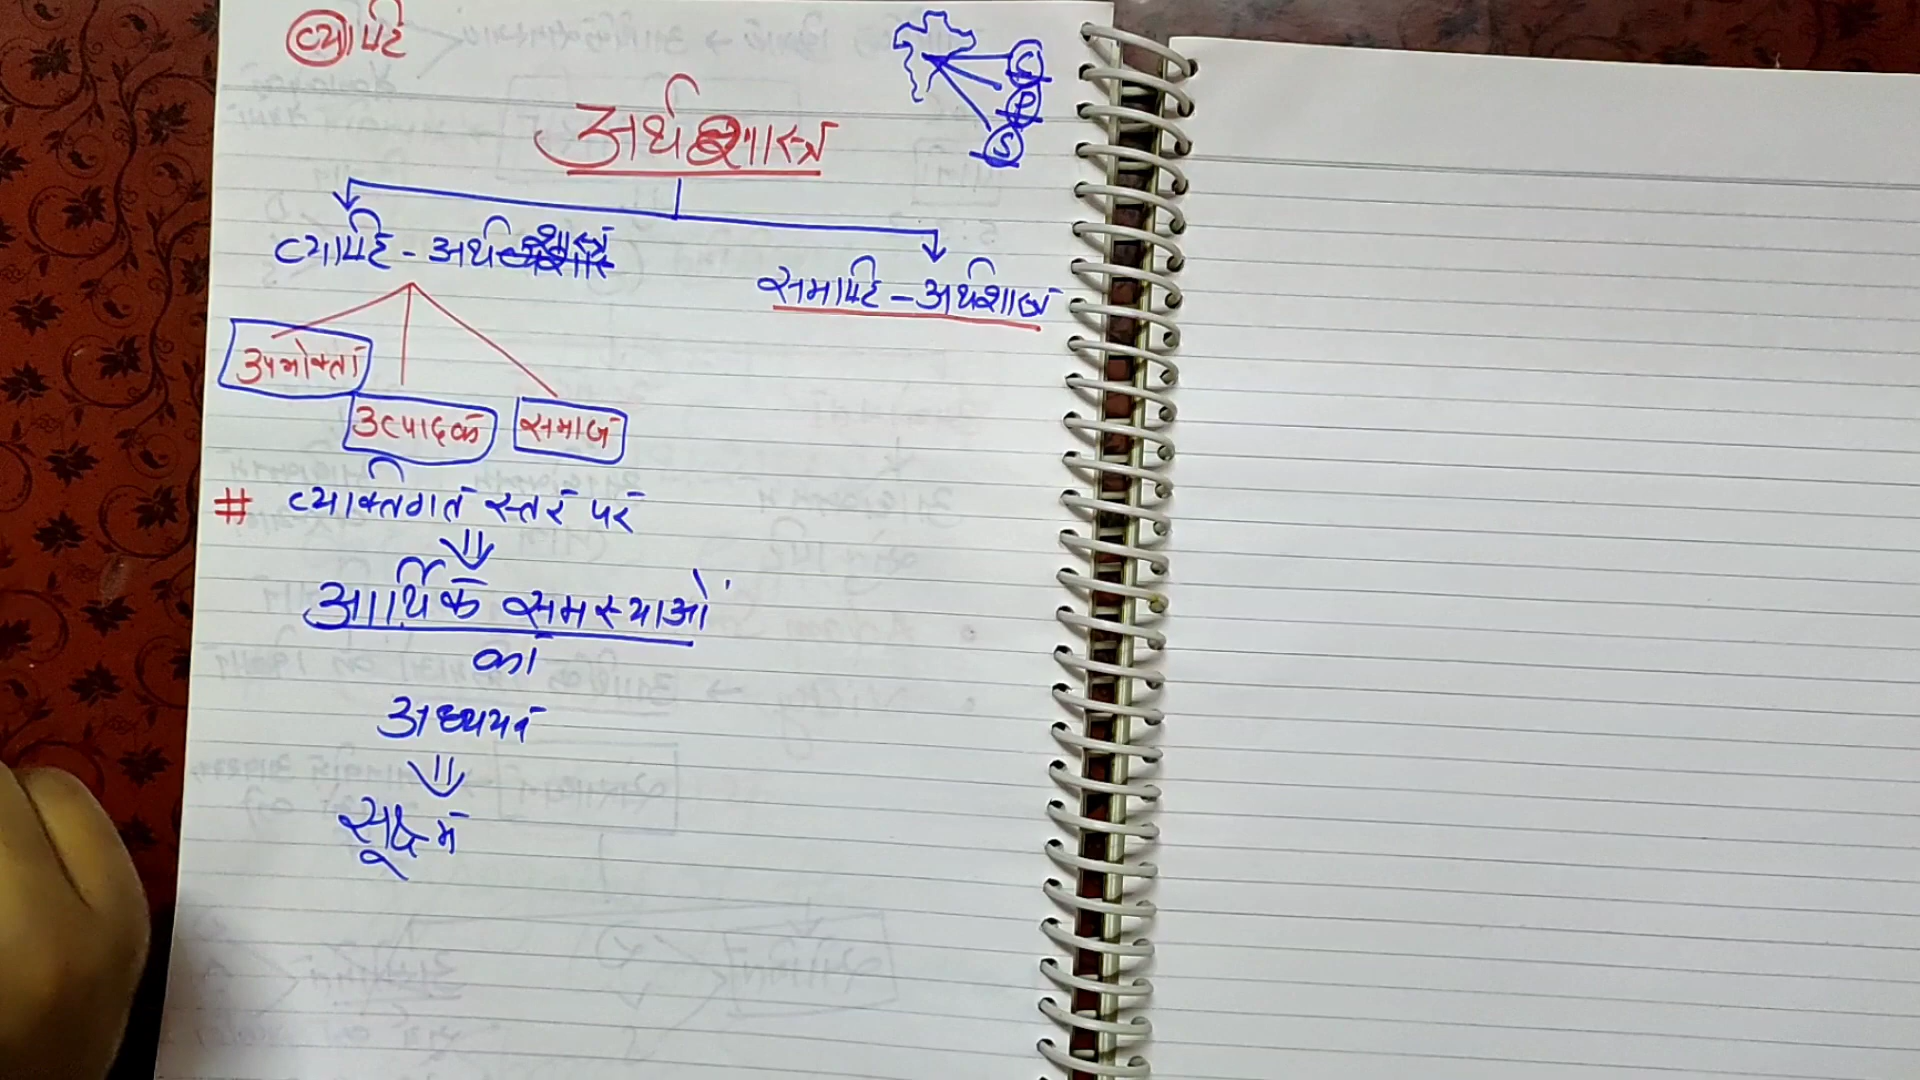 व्यष्टि
C
P
S
अर्थशास्त्र
व्यष्टि - अर्थशास्त्र
समष्टि - अर्थशास्त्र
उपभोक्ता
उत्पादक
समाज
# व्यक्तिगत स्तर पर
आर्थिक समस्याओं
का
अध्ययन
सूक्ष्म